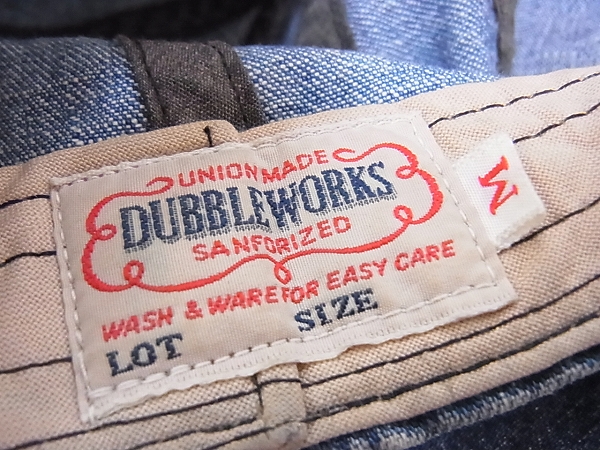 UNION MADE
DUBBLEWORKS
SANFORIZED
WASH & WARE FOR EASY CARE
LOT SIZE
M